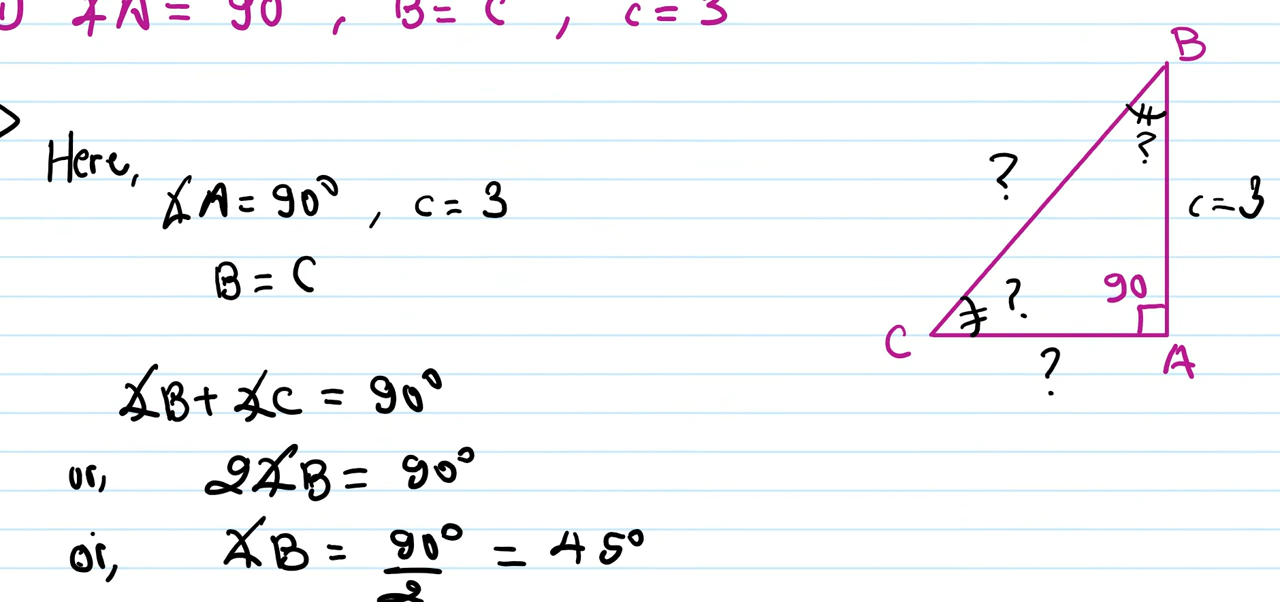 ∡A = 90 , B = C , c = 3
Here,
∡A = 90° , c = 3
B = C
∡B + ∡C = 90°
or, 2∡B = 90°
or, ∡B = 90°/2 = 45°
B
?
?
c = 3
90
?
C
A
?